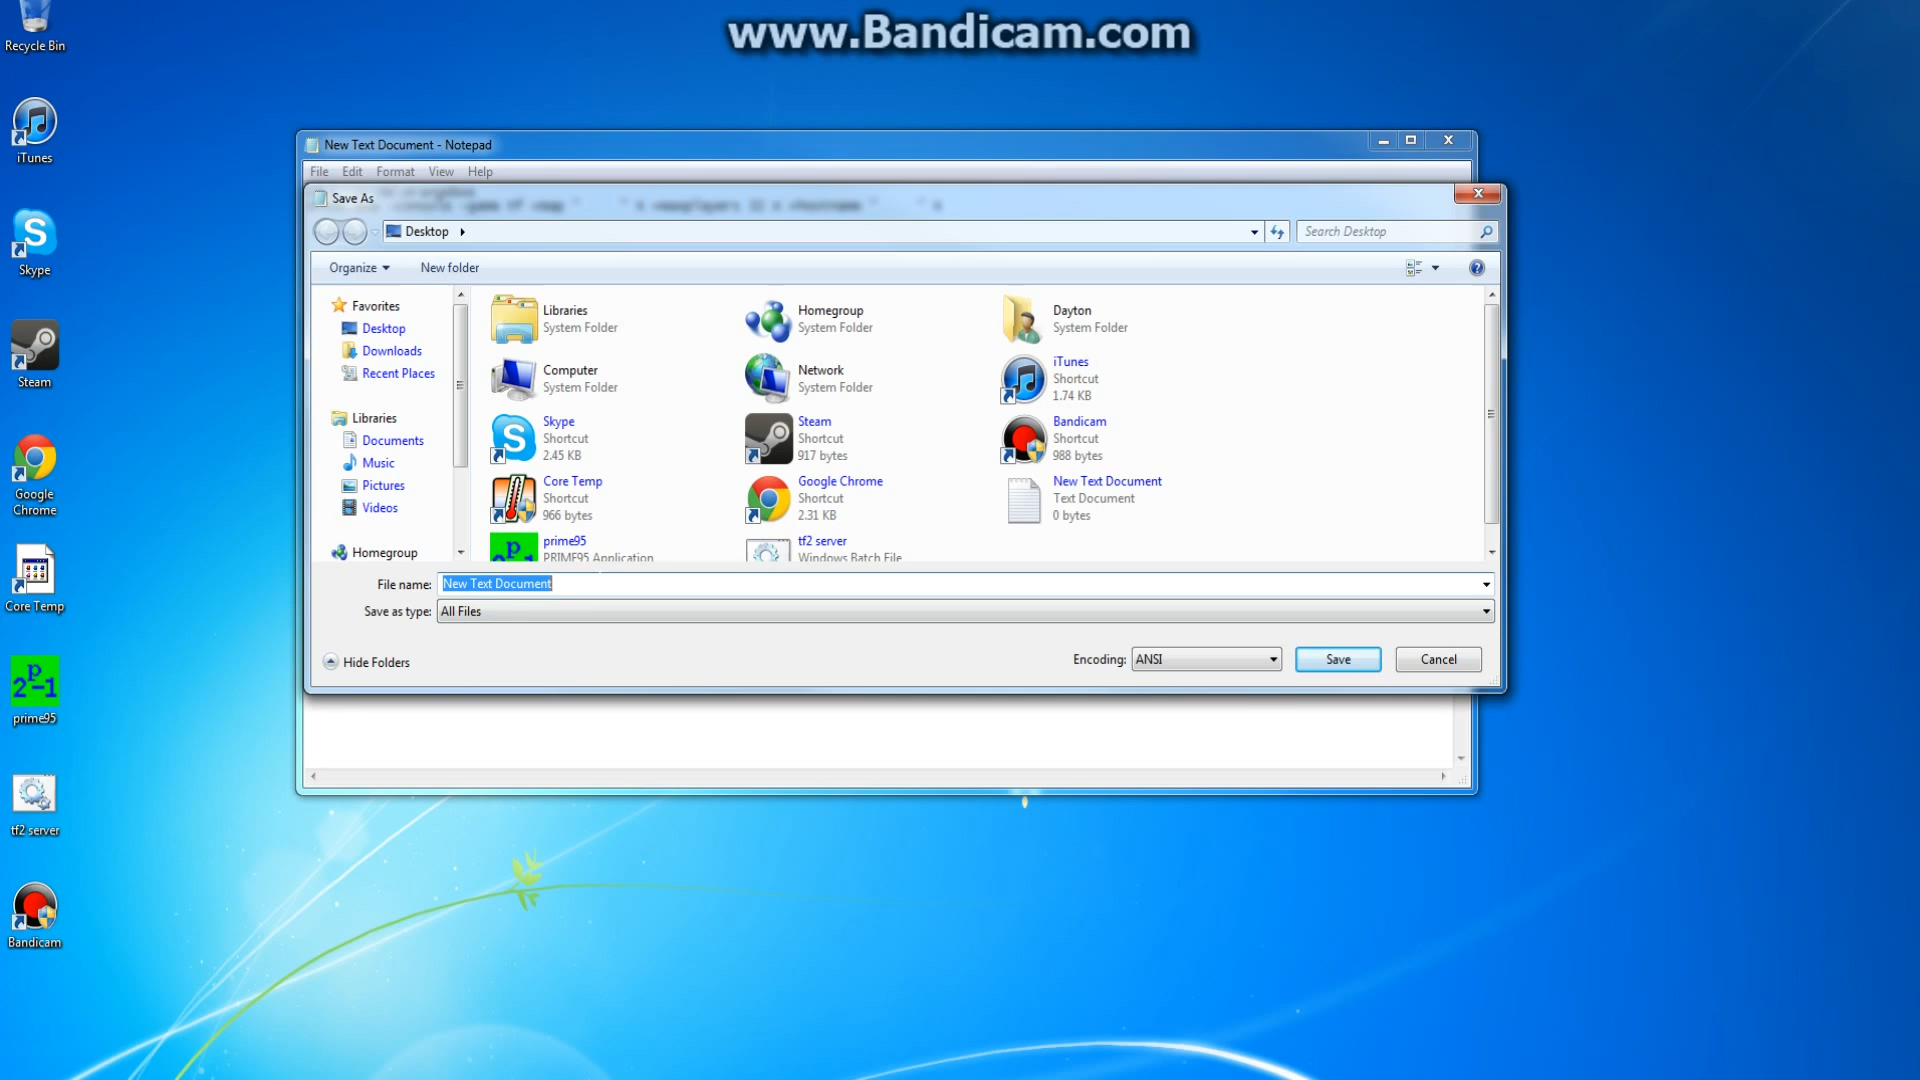 www.Bandicam.com
Recycle Bin
iTunes
Skype
Steam
Google
Chrome
Core Temp
prime95
tf2 server
Bandicam
New Text Document - Notepad
File Edit Format View Help
Save As
Desktop
Search Desktop
Organize
New folder
Favorites
Desktop
Downloads
Recent Places
Libraries
Documents
Music
Pictures
Videos
Homegroup
Libraries
System Folder
Homegroup
System Folder
Dayton
System Folder
Computer
System Folder
Network
System Folder
iTunes
Shortcut
1.74 KB
Skype
Shortcut
2.45 KB
Steam
Shortcut
917 bytes
Bandicam
Shortcut
988 bytes
Core Temp
Shortcut
966 bytes
Google Chrome
Shortcut
2.31 KB
New Text Document
Text Document
0 bytes
prime95
PRIME95 Application
tf2 server
Windows Batch File
File name: New Text Document
Save as type: All Files
Hide Folders
Encoding: ANSI
Save
Cancel